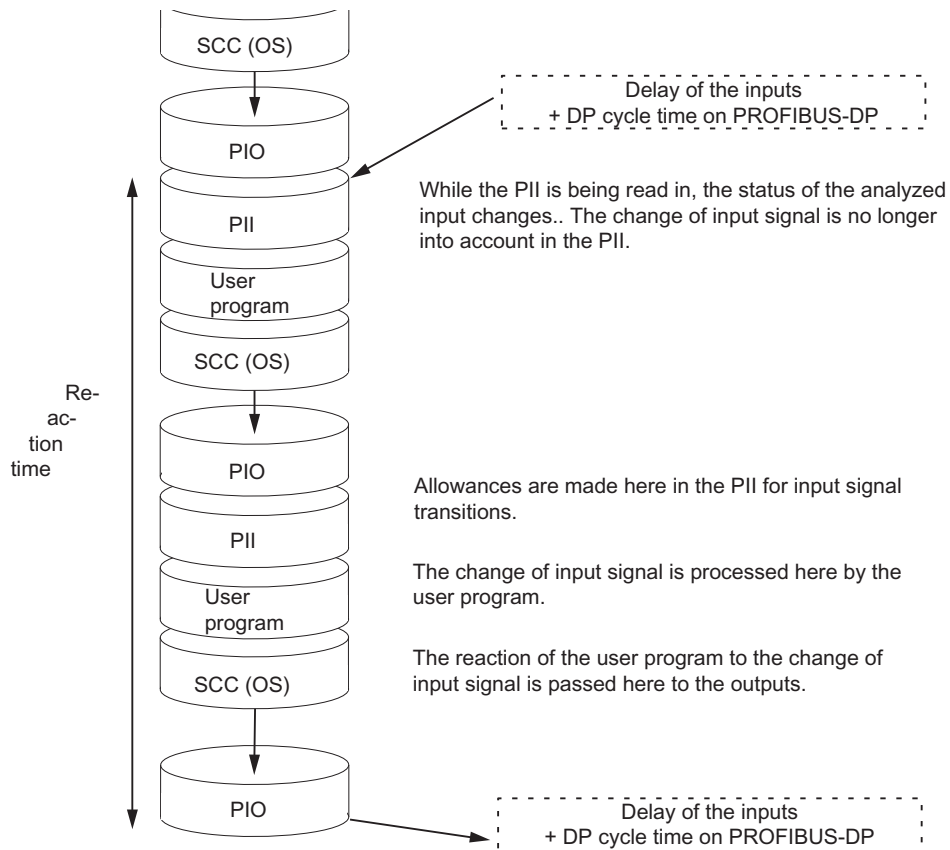 SCC (OS)
PIO
Delay of the inputs
+ DP cycle time on PROFIBUS-DP
PII
While the PII is being read in, the status of the analyzed
input changes.. The change of input signal is no longer
into account in the PII.
User
program
SCC (OS)
Re-
ac-
tion
time
PIO
Allowances are made here in the PII for input signal
transitions.
PII
The change of input signal is processed here by the
user program.
User
program
The reaction of the user program to the change of
input signal is passed here to the outputs.
SCC (OS)
PIO
Delay of the inputs
+ DP cycle time on PROFIBUS-DP